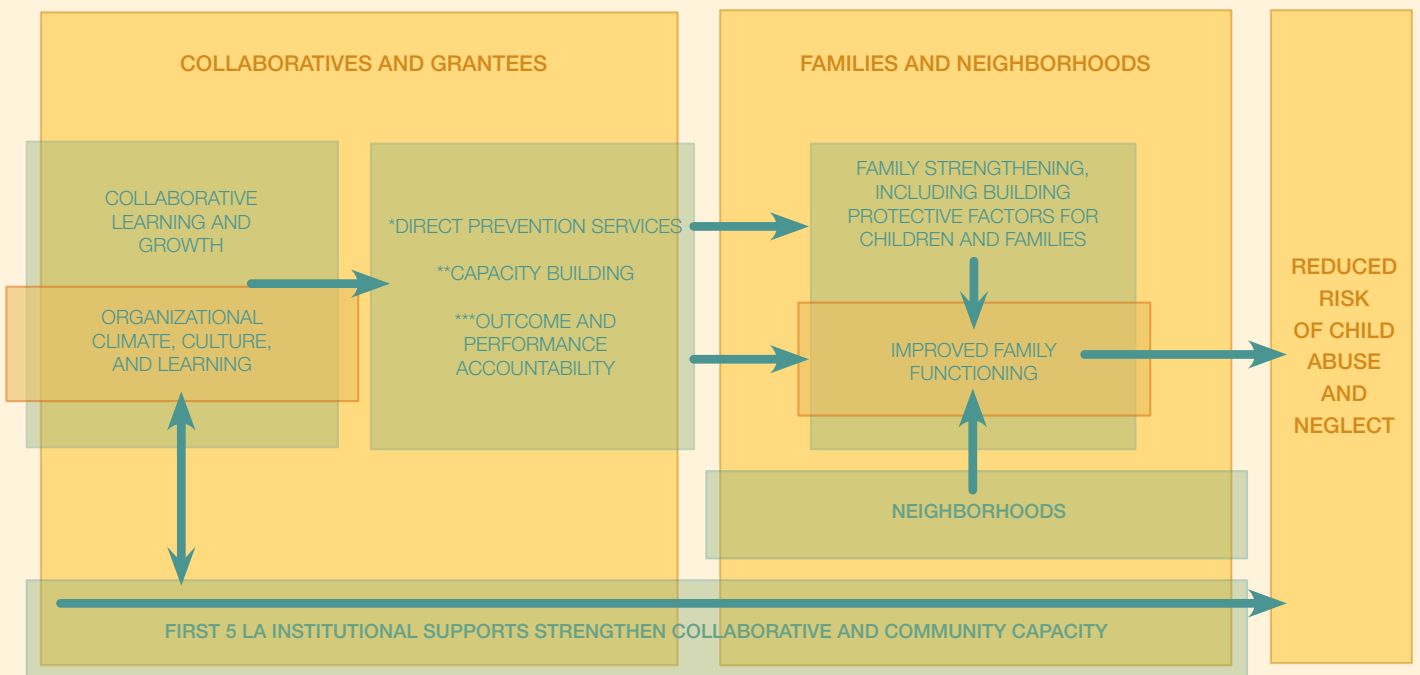 COLLABORATIVES AND GRANTEES
COLLABORATIVE
LEARNING AND
GROWTH
ORGANIZATIONAL
CLIMATE, CULTURE,
AND LEARNING
*DIRECT PREVENTION SERVICES
**CAPACITY BUILDING
***OUTCOME AND
PERFORMANCE
ACCOUNTABILITY
FAMILIES AND NEIGHBORHOODS
FAMILY STRENGTHENING,
INCLUDING BUILDING
PROTECTIVE FACTORS FOR
CHILDREN AND FAMILIES
IMPROVED FAMILY
FUNCTIONING
NEIGHBORHOODS
REDUCED
RISK
OF CHILD
ABUSE
AND
NEGLECT
FIRST 5 LA INSTITUTIONAL SUPPORTS STRENGTHEN COLLABORATIVE AND COMMUNITY CAPACITY